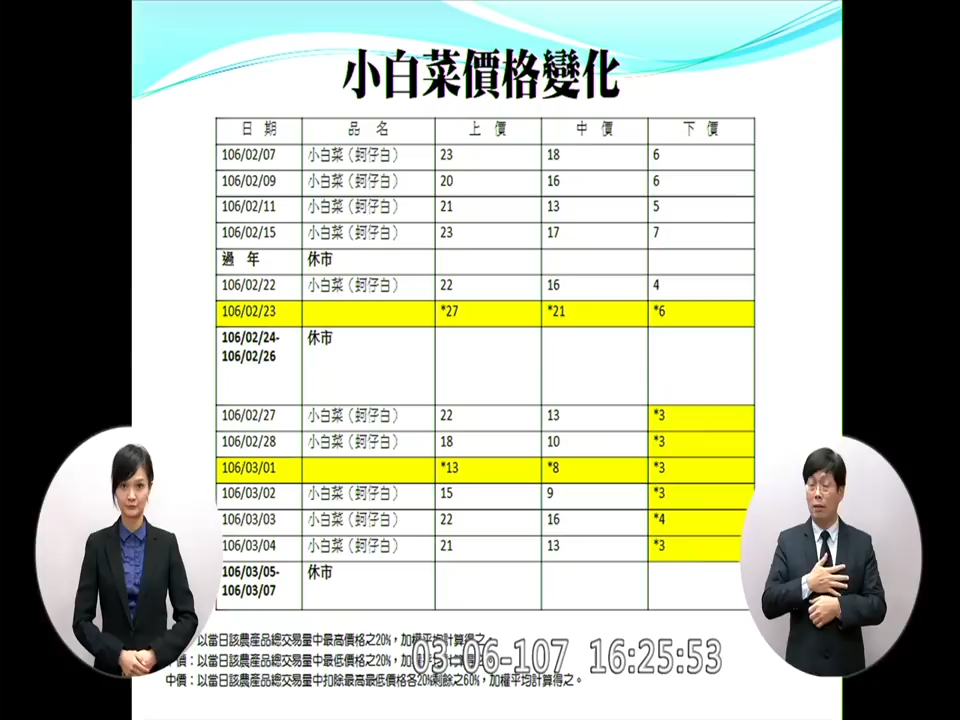 小白菜價格變化
日 期 品 名 上 價 中 價 下 價
106/02/07 小白菜(蚵仔白) 23 18 6
106/02/09 小白菜(蚵仔白) 20 16 6
106/02/11 小白菜(蚵仔白) 21 13 5
106/02/15 小白菜(蚵仔白) 23 17 7
過 年 休市
106/02/22 小白菜(蚵仔白) 22 16 4
106/02/23 *27 *21 *6
106/02/24- 休市
106/02/26
106/02/27 小白菜(蚵仔白) 22 13 *3
106/02/28 小白菜(蚵仔白) 18 10 *3
106/03/01 *13 *8 *3
106/03/02 小白菜(蚵仔白) 15 9 *3
106/03/03 小白菜(蚵仔白) 22 16 *4
106/03/04 小白菜(蚵仔白) 21 13 *3
106/03/05- 休市
106/03/07
以當日該農產品總交易量中最高價格之20%,加權平均計算得之
價:以當日該農產品總交易量中最低價格之20%,加
中價:以當日該農產品總交易量中扣除最高最低價格各20%剩餘之60%,加權平均計算得之。
03-06-107 16:25:53